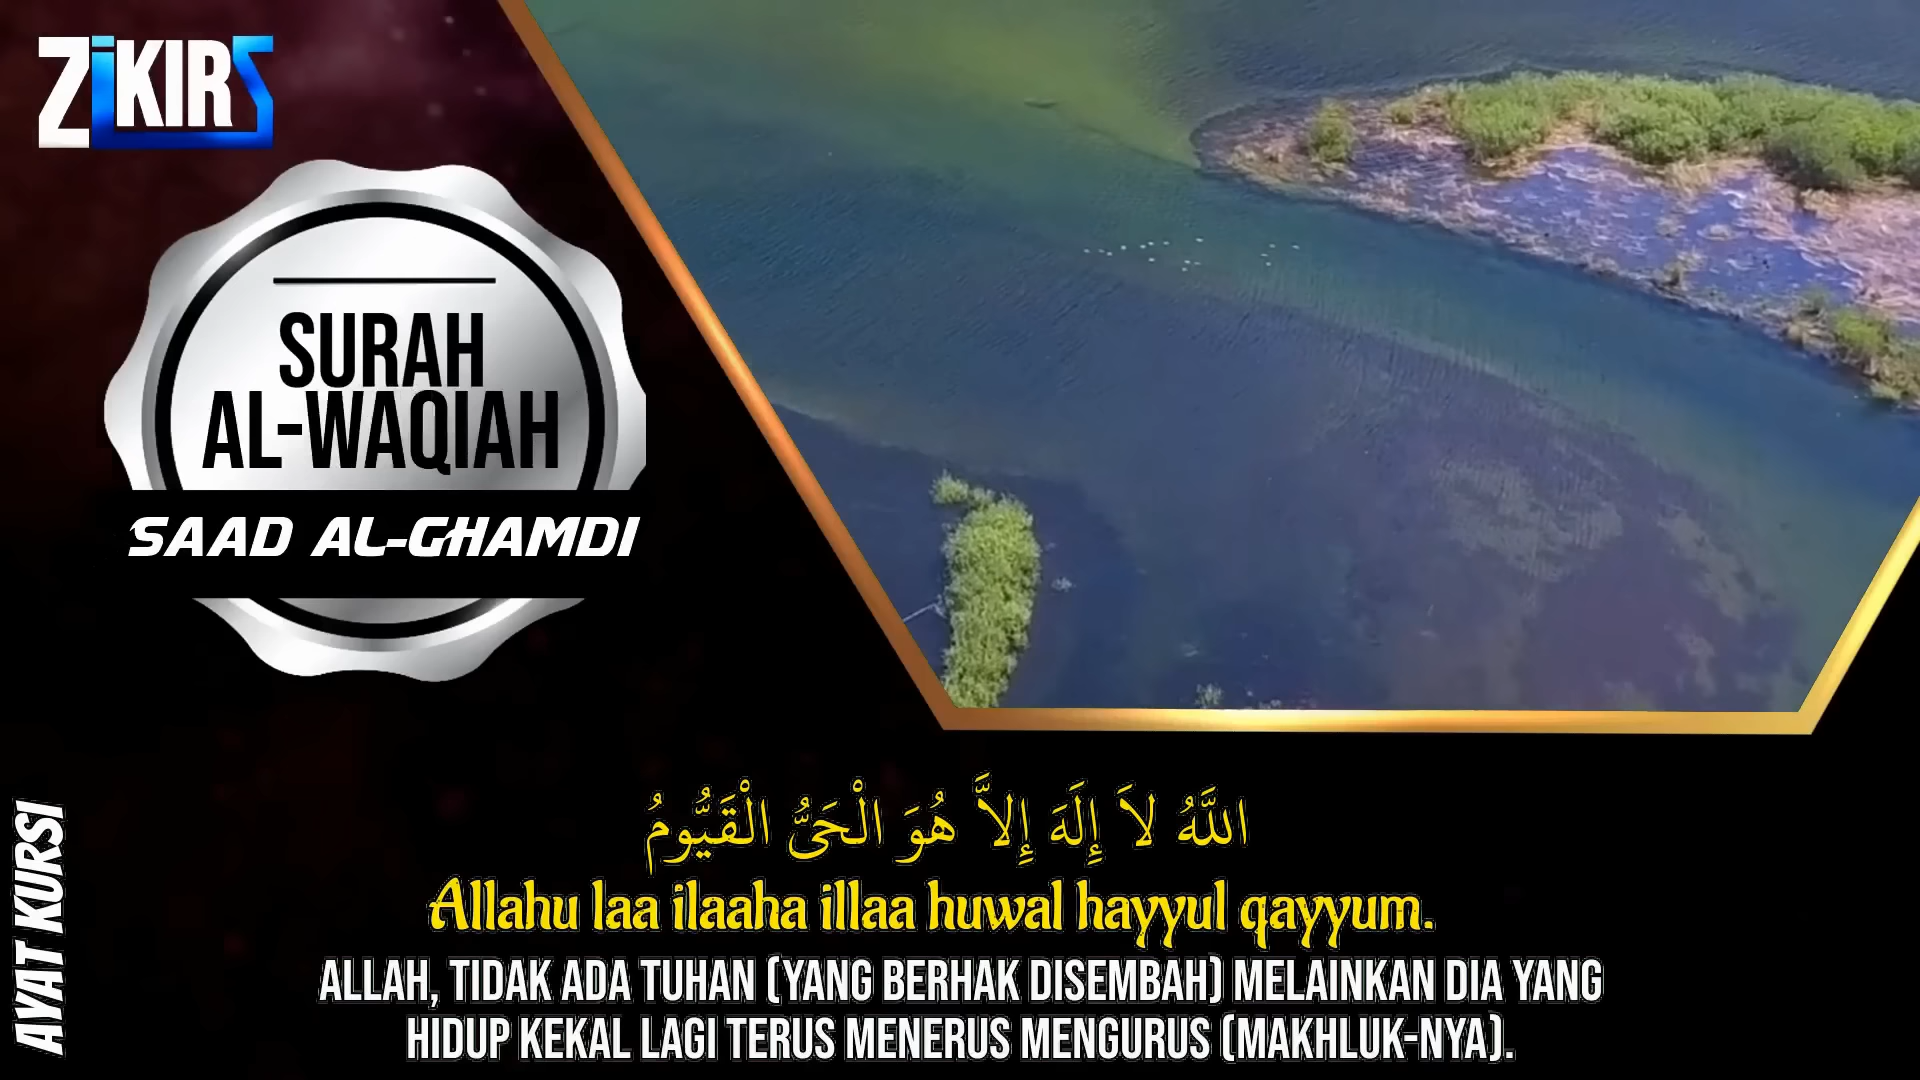 ZiKIRS
SURAH
AL-WAQIAH
SAAD AL-GHAMDI
اللَّهُ لاَ إِلَهَ إِلاَّ هُوَ الْحَىُّ الْقَيُّومُ
Allahu laa ilaaha illaa huwal hayyul qayyum.
ALLAH, TIDAK ADA TUHAN (YANG BERHAK DISEMBAH) MELAINKAN DIA YANG
HIDUP KEKAL LAGI TERUS MENERUS MENGURUS (MAKHLUK-NYA).
AYAT KURSI